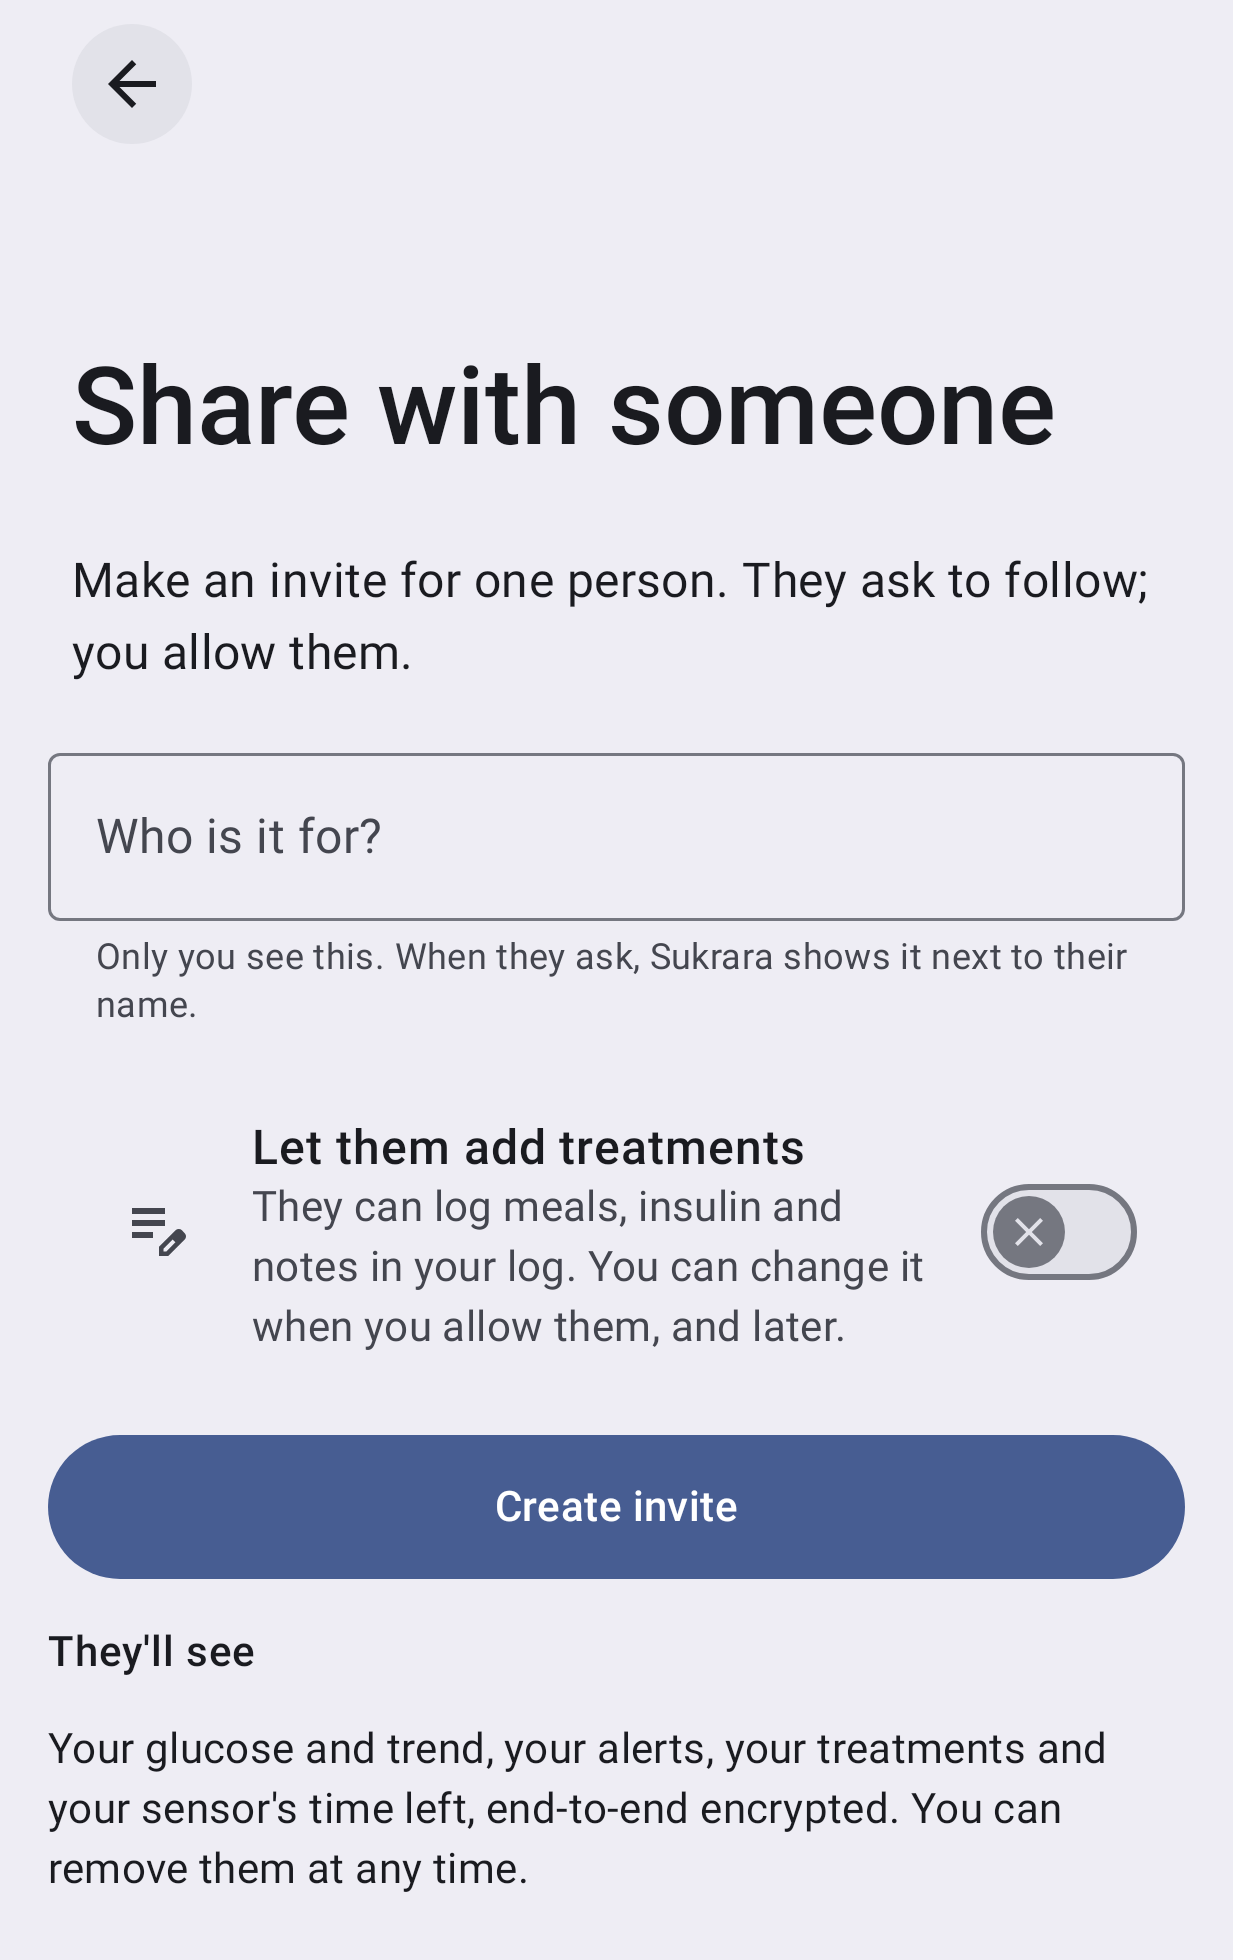 Share with someone
Make an invite for one person. They ask to follow;
you allow them.
Who is it for?
Only you see this. When they ask, Sukrara shows it next to their
name.
Let them add treatments
They can log meals, insulin and
notes in your log. You can change it
when you allow them, and later.
Create invite
They'll see
Your glucose and trend, your alerts, your treatments and
your sensor's time left, end-to-end encrypted. You can
remove them at any time.